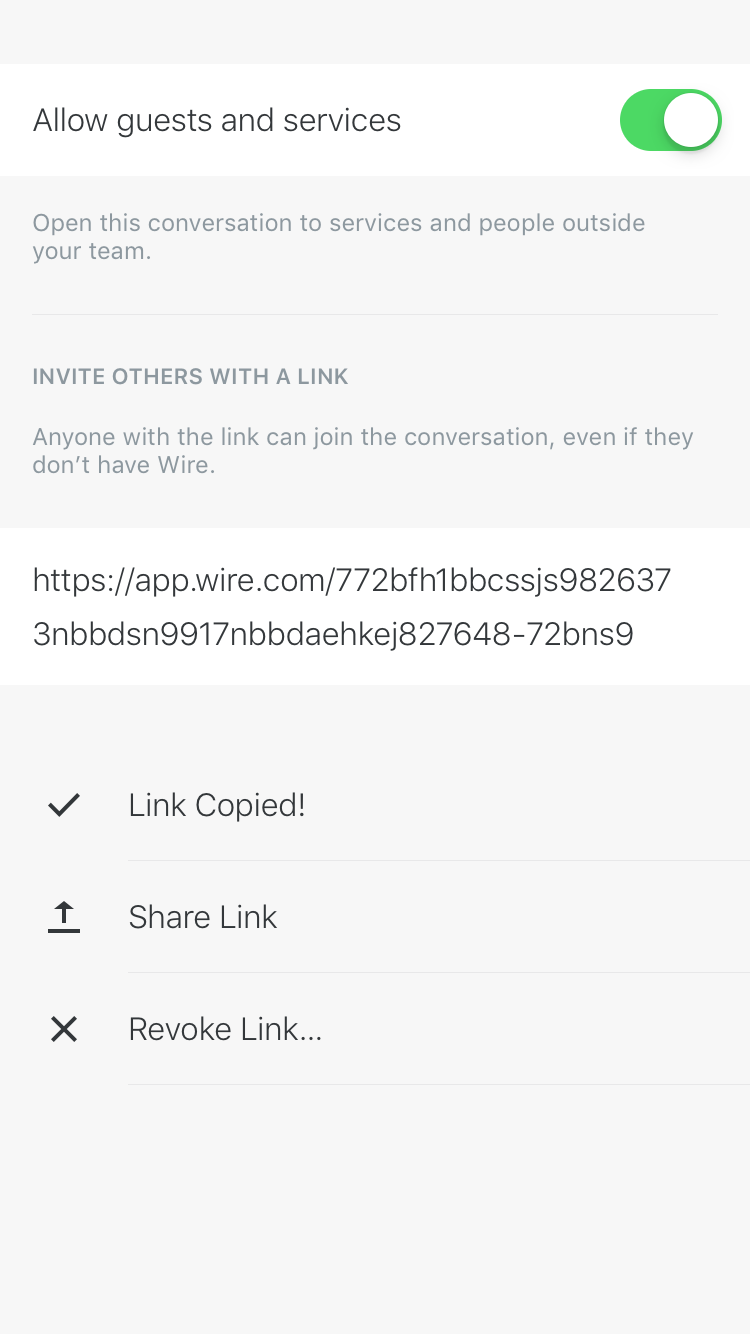 Allow guests and services
Open this conversation to services and people outside
your team.
INVITE OTHERS WITH A LINK
Anyone with the link can join the conversation, even if they
don’t have Wire.
https://app.wire.com/772bfh1bbcssjs982637
3nbbdsn9917nbbdaehkej827648-72bns9
Link Copied!
Share Link
Revoke Link...